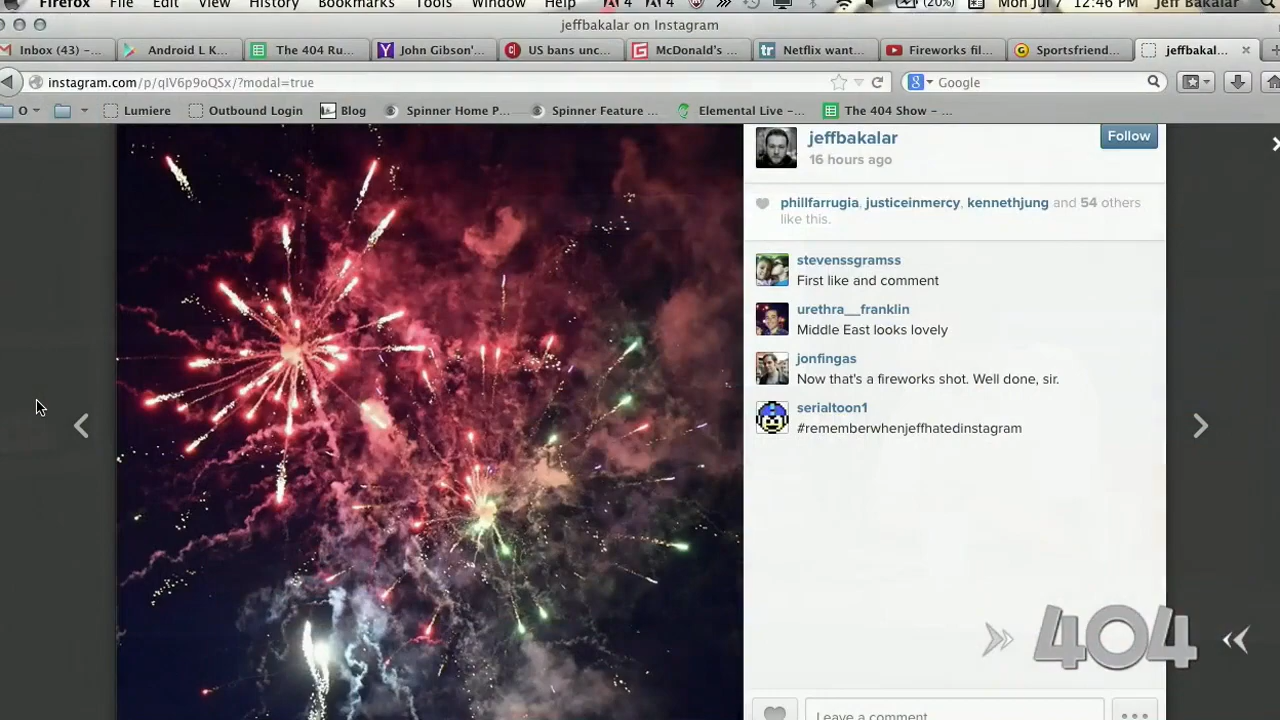 Firefox File Edit View History Bookmarks Tools Window Help 4 4 (20%) Mon Jul 7 12:46 PM Jeff Bakalar
jeffbakalar on Instagram
Inbox (43) –... Android L K... The 404 Ru... John Gibson'... US bans unc... McDonald's ... Netflix want... Fireworks fil... Sportsfriend... jeffbakal...
instagram.com/p/qIV6p9oQSx/?modal=true
Google
O Lumiere Outbound Login Blog Spinner Home P... Spinner Feature ... Elemental Live –... The 404 Show – ...
jeffbakalar
Follow
16 hours ago
phillfarrugia, justiceinmercy, kennethjung and 54 others
like this.
stevenssgramss
First like and comment
urethra__franklin
Middle East looks lovely
jonfingas
Now that's a fireworks shot. Well done, sir.
serialtoon1
#rememberwhenjeffhatedinstagram
404
Leave a comment